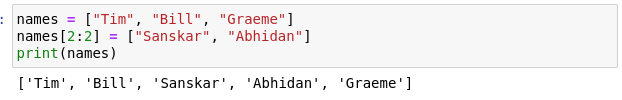 : names = ["Tim", "Bill", "Graeme"]
names[2:2] = ["Sanskar", "Abhidan"]
print(names)
['Tim', 'Bill', 'Sanskar', 'Abhidan', 'Graeme']